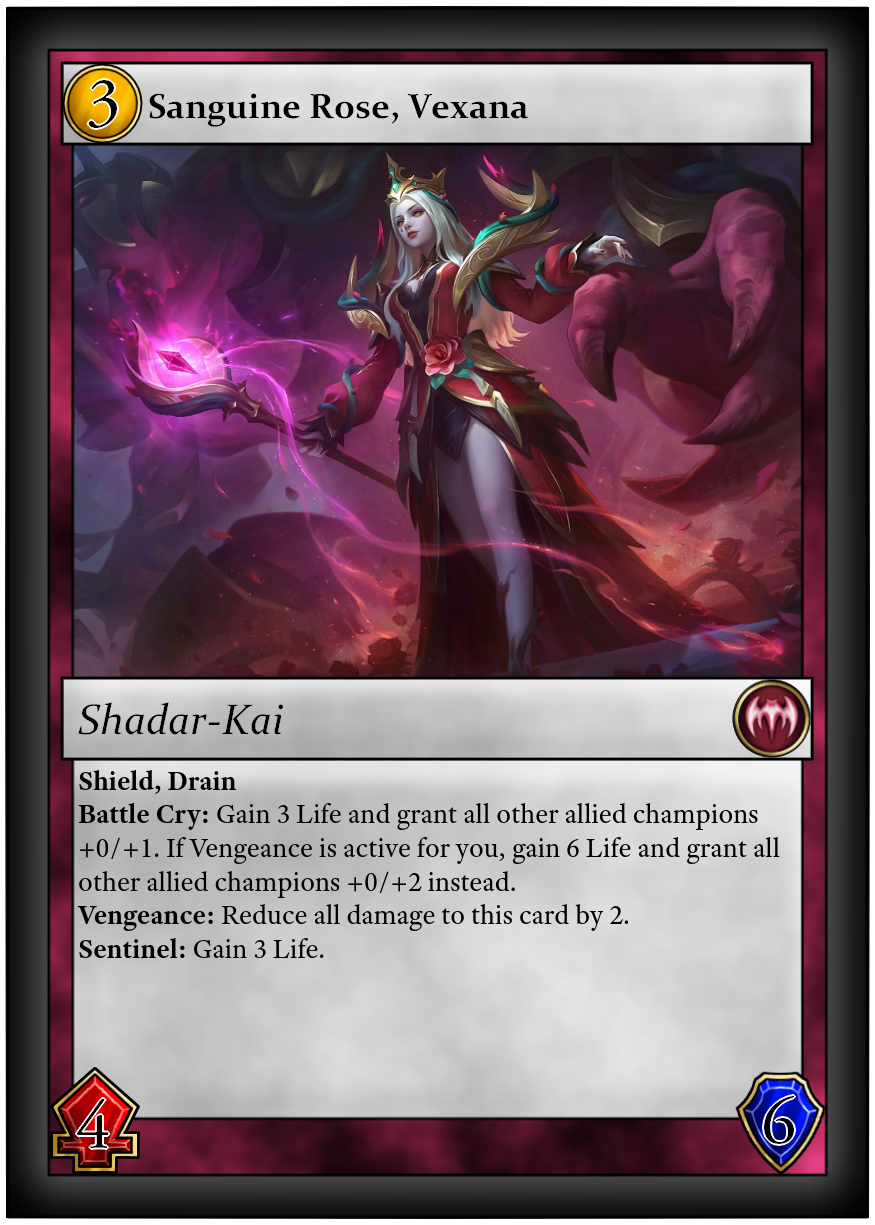 3
Sanguine Rose, Vexana
Shadar-Kai
Shield, Drain
Battle Cry: Gain 3 Life and grant all other allied champions
+0/+1. If Vengeance is active for you, gain 6 Life and grant all
other allied champions +0/+2 instead.
Vengeance: Reduce all damage to this card by 2.
Sentinel: Gain 3 Life.
4
6